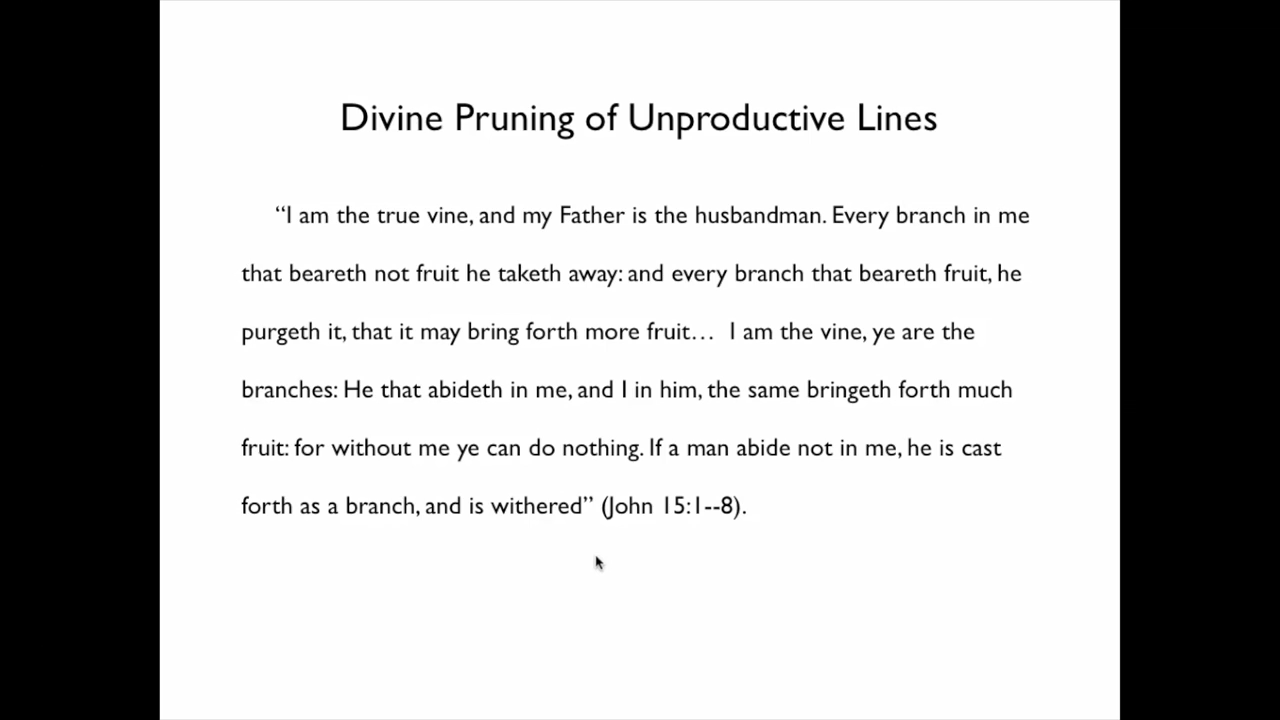 Divine Pruning of Unproductive Lines
“I am the true vine, and my Father is the husbandman. Every branch in me
that beareth not fruit he taketh away: and every branch that beareth fruit, he
purgeth it, that it may bring forth more fruit… I am the vine, ye are the
branches: He that abideth in me, and I in him, the same bringeth forth much
fruit: for without me ye can do nothing. If a man abide not in me, he is cast
forth as a branch, and is withered” (John 15:1--8).